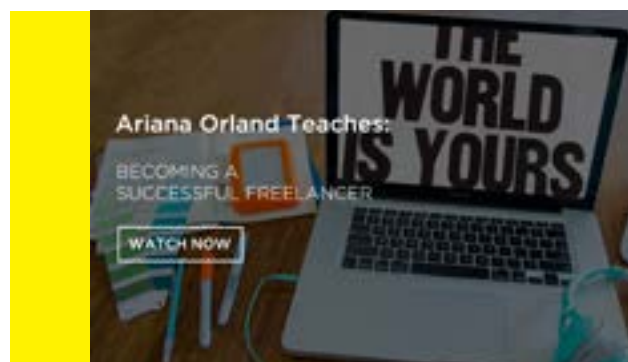 THE
WORLD
IS YOURS
Ariana Orland Teaches:
BECOMING A
SUCCESSFUL FREELANCER
WATCH NOW